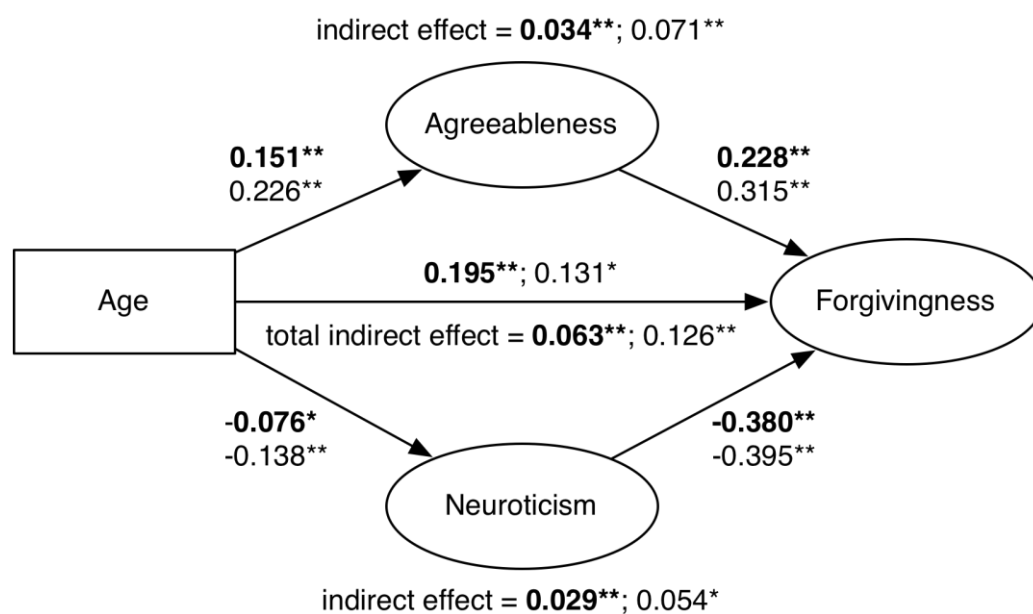 indirect effect = 0.034**; 0.071**
Agreeableness
0.151**
0.226**
0.228**
0.315**
Age
0.195**; 0.131*
Forgivingness
total indirect effect = 0.063**; 0.126**
-0.076*
-0.138**
-0.380**
-0.395**
Neuroticism
indirect effect = 0.029**; 0.054*